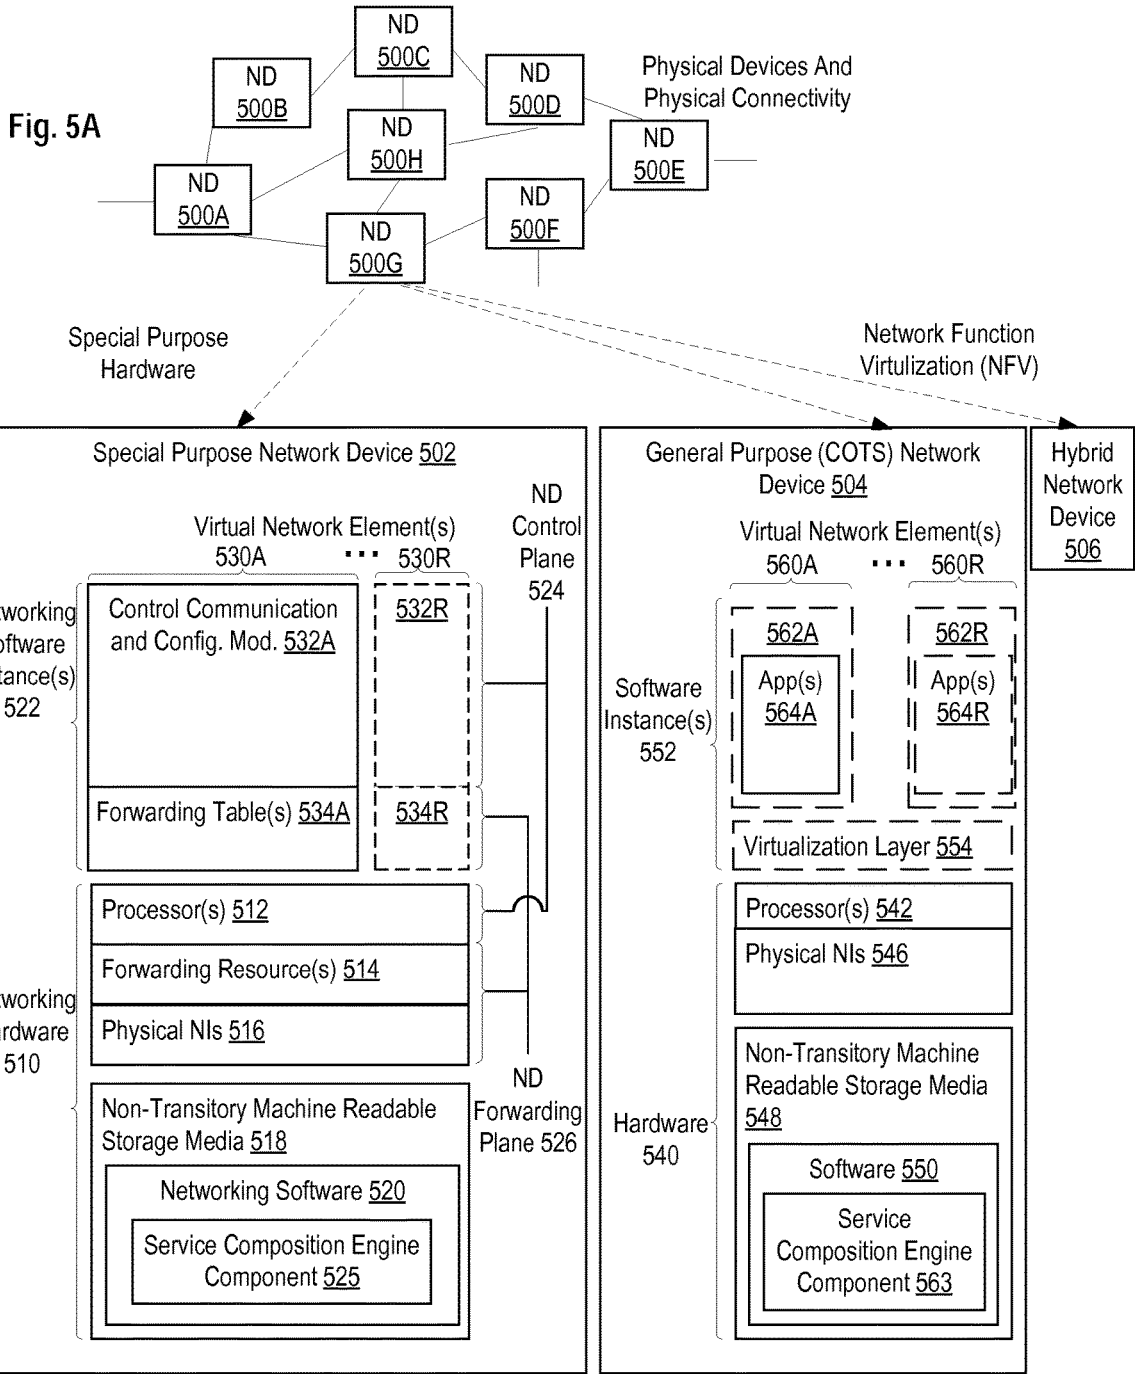 ND
500C
ND
500B
ND
500D
Physical Devices And
Physical Connectivity
Fig. 5A
ND
500H
ND
500E
ND
500A
ND
500F
ND
500G
Special Purpose
Hardware
Network Function
Virtulization (NFV)
Special Purpose Network Device 502
ND
Control
Plane
524
Virtual Network Element(s)
530A ••• 530R
Control Communication
and Config. Mod. 532A
532R
tworking
oftware
tance(s)
522
Forwarding Table(s) 534A
534R
Processor(s) 512
Forwarding Resource(s) 514
Physical NIs 516
tworking
ardware
510
ND
Forwarding
Plane 526
Non-Transitory Machine Readable
Storage Media 518
Networking Software 520
Service Composition Engine
Component 525
General Purpose (COTS) Network
Device 504
Virtual Network Element(s)
560A ••• 560R
562A
App(s)
564A
562R
App(s)
564R
Software
Instance(s)
552
Virtualization Layer 554
Processor(s) 542
Physical NIs 546
Non-Transitory Machine
Readable Storage Media
548
Hardware
540
Software 550
Service
Composition Engine
Component 563
Hybrid
Network
Device
506